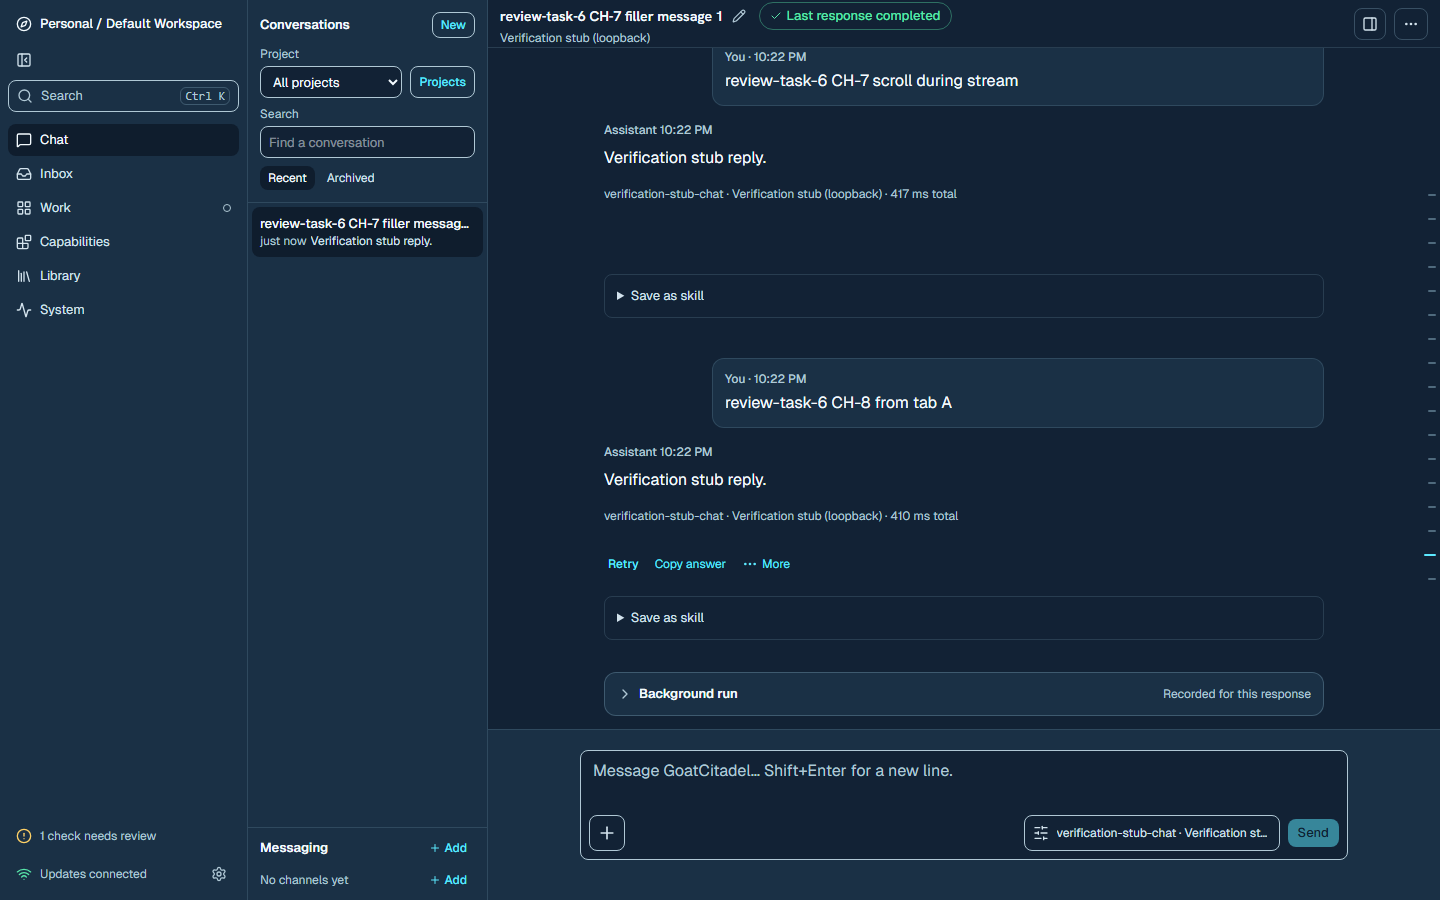 Personal / Default Workspace
Search
Ctrl K
Chat
Inbox
Work
Capabilities
Library
System
1 check needs review
Updates connected
Conversations
New
Project
All projects
Projects
Search
Find a conversation
Recent
Archived
review-task-6 CH-7 filler messag...
just now Verification stub reply.
Messaging
+ Add
No channels yet
+ Add
review-task-6 CH-7 filler message 1
Last response completed
Verification stub (loopback)
You · 10:22 PM
review-task-6 CH-7 scroll during stream
Assistant 10:22 PM
Verification stub reply.
verification-stub-chat · Verification stub (loopback) · 417 ms total
Save as skill
You · 10:22 PM
review-task-6 CH-8 from tab A
Assistant 10:22 PM
Verification stub reply.
verification-stub-chat · Verification stub (loopback) · 410 ms total
Retry
Copy answer
··· More
Save as skill
Background run
Recorded for this response
Message GoatCitadel... Shift+Enter for a new line.
verification-stub-chat · Verification st...
Send